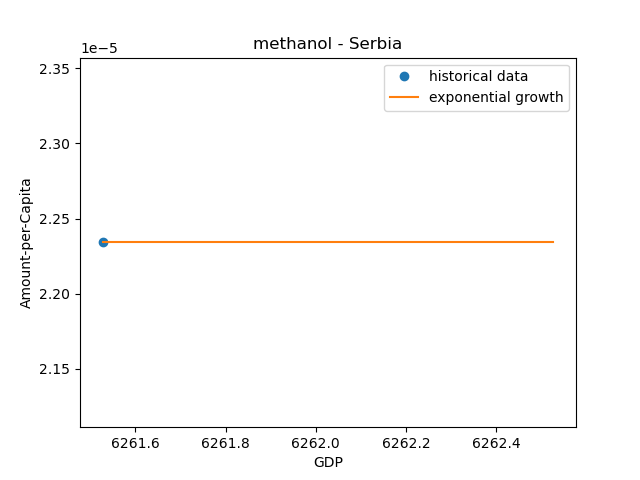 methanol - Serbia
1e−5
historical data
exponential growth
2.35
2.30
2.25
2.20
2.15
Amount-per-Capita
6261.6 6261.8 6262.0 6262.2 6262.4
GDP